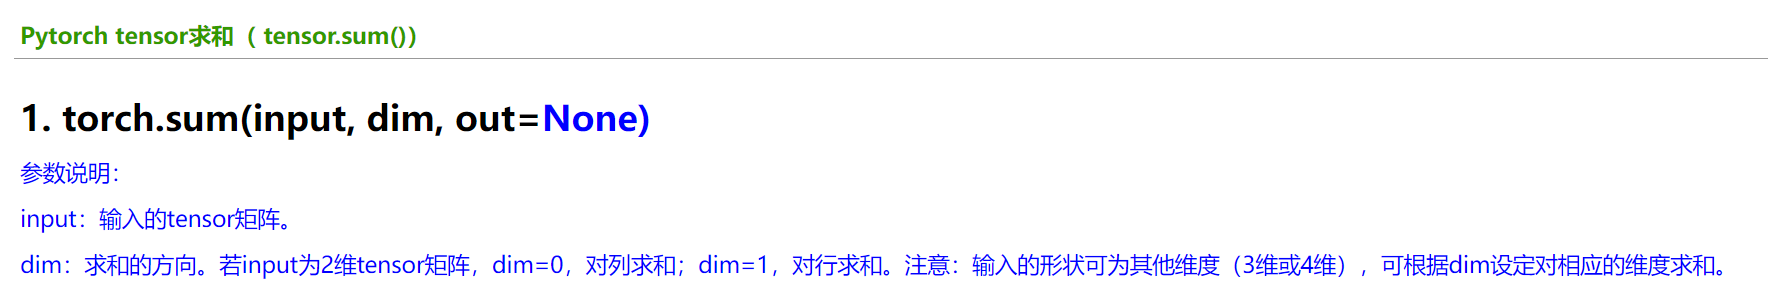 Pytorch tensor求和（ tensor.sum()）
1. torch.sum(input, dim, out=None)
参数说明：
input：输入的tensor矩阵。
dim：求和的方向。若input为2维tensor矩阵，dim=0，对列求和；dim=1，对行求和。注意：输入的形状可为其他维度（3维或4维），可根据dim设定对相应的维度求和。